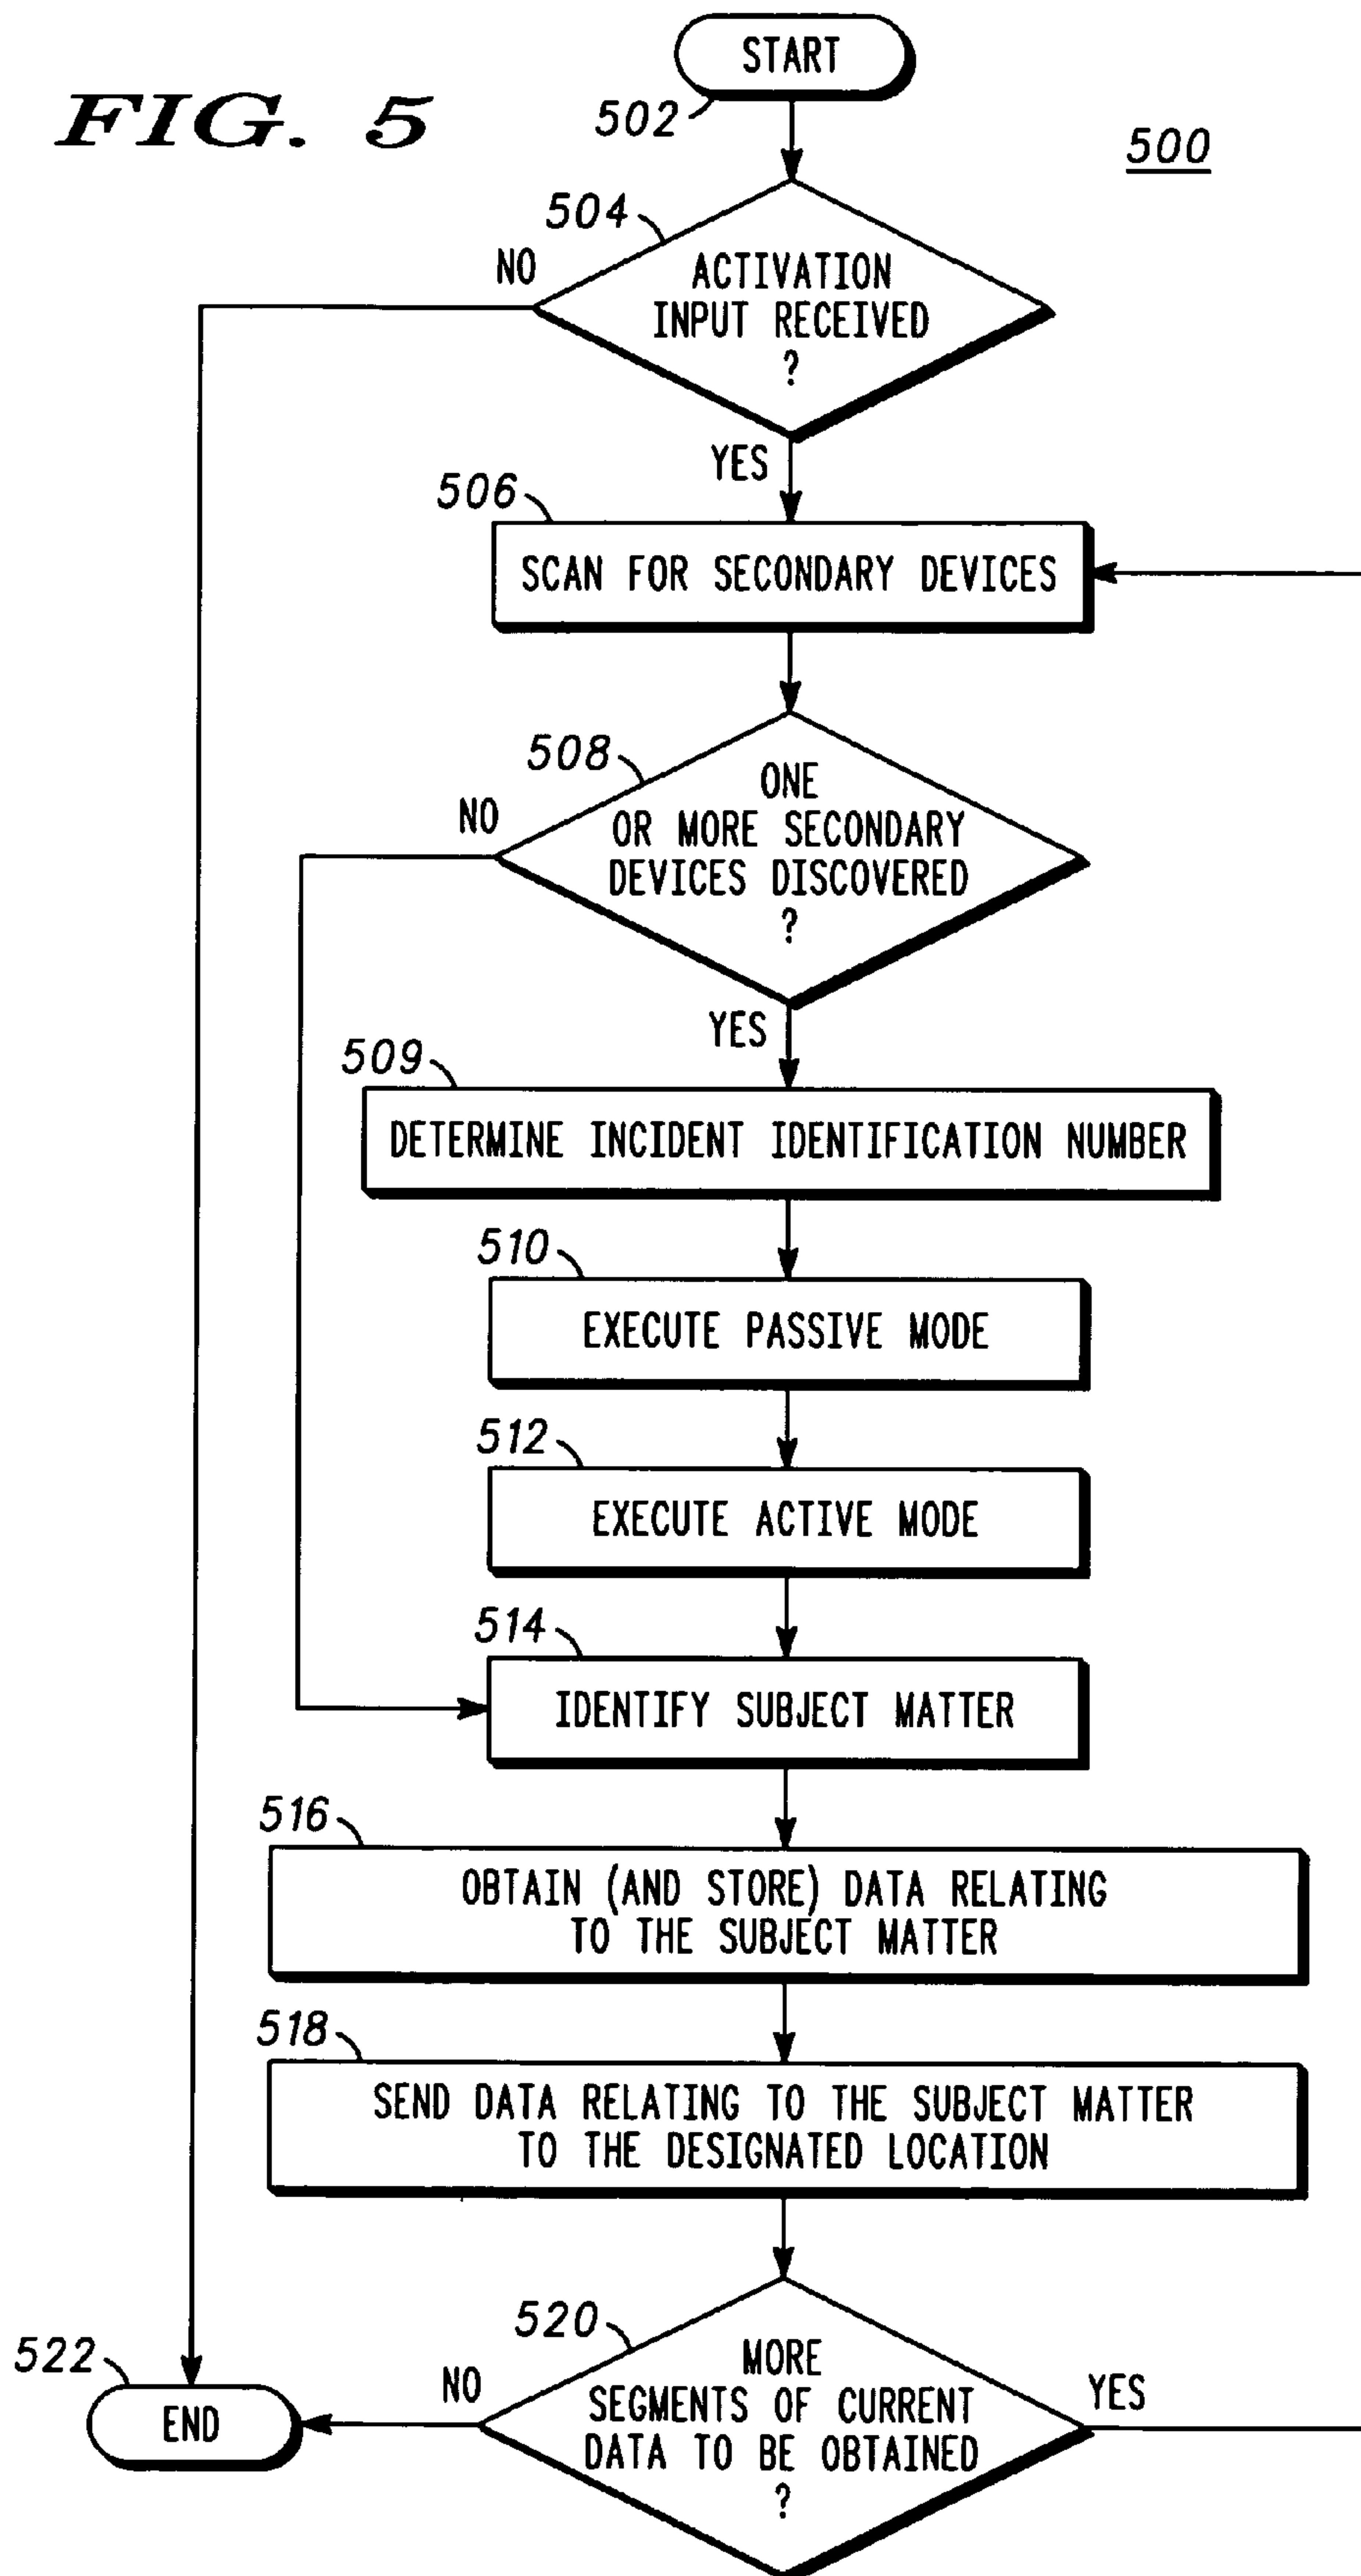 START
FIG. 5
502
500
504
NO
ACTIVATION
INPUT RECEIVED
?
YES
506
SCAN FOR SECONDARY DEVICES
508
NO
ONE
OR MORE SECONDARY
DEVICES DISCOVERED
?
YES
509
DETERMINE INCIDENT IDENTIFICATION NUMBER
510
EXECUTE PASSIVE MODE
512
EXECUTE ACTIVE MODE
514
IDENTIFY SUBJECT MATTER
516
OBTAIN (AND STORE) DATA RELATING
TO THE SUBJECT MATTER
518
SEND DATA RELATING TO THE SUBJECT MATTER
TO THE DESIGNATED LOCATION
520
MORE
SEGMENTS OF CURRENT
DATA TO BE OBTAINED
?
NO
YES
522
END